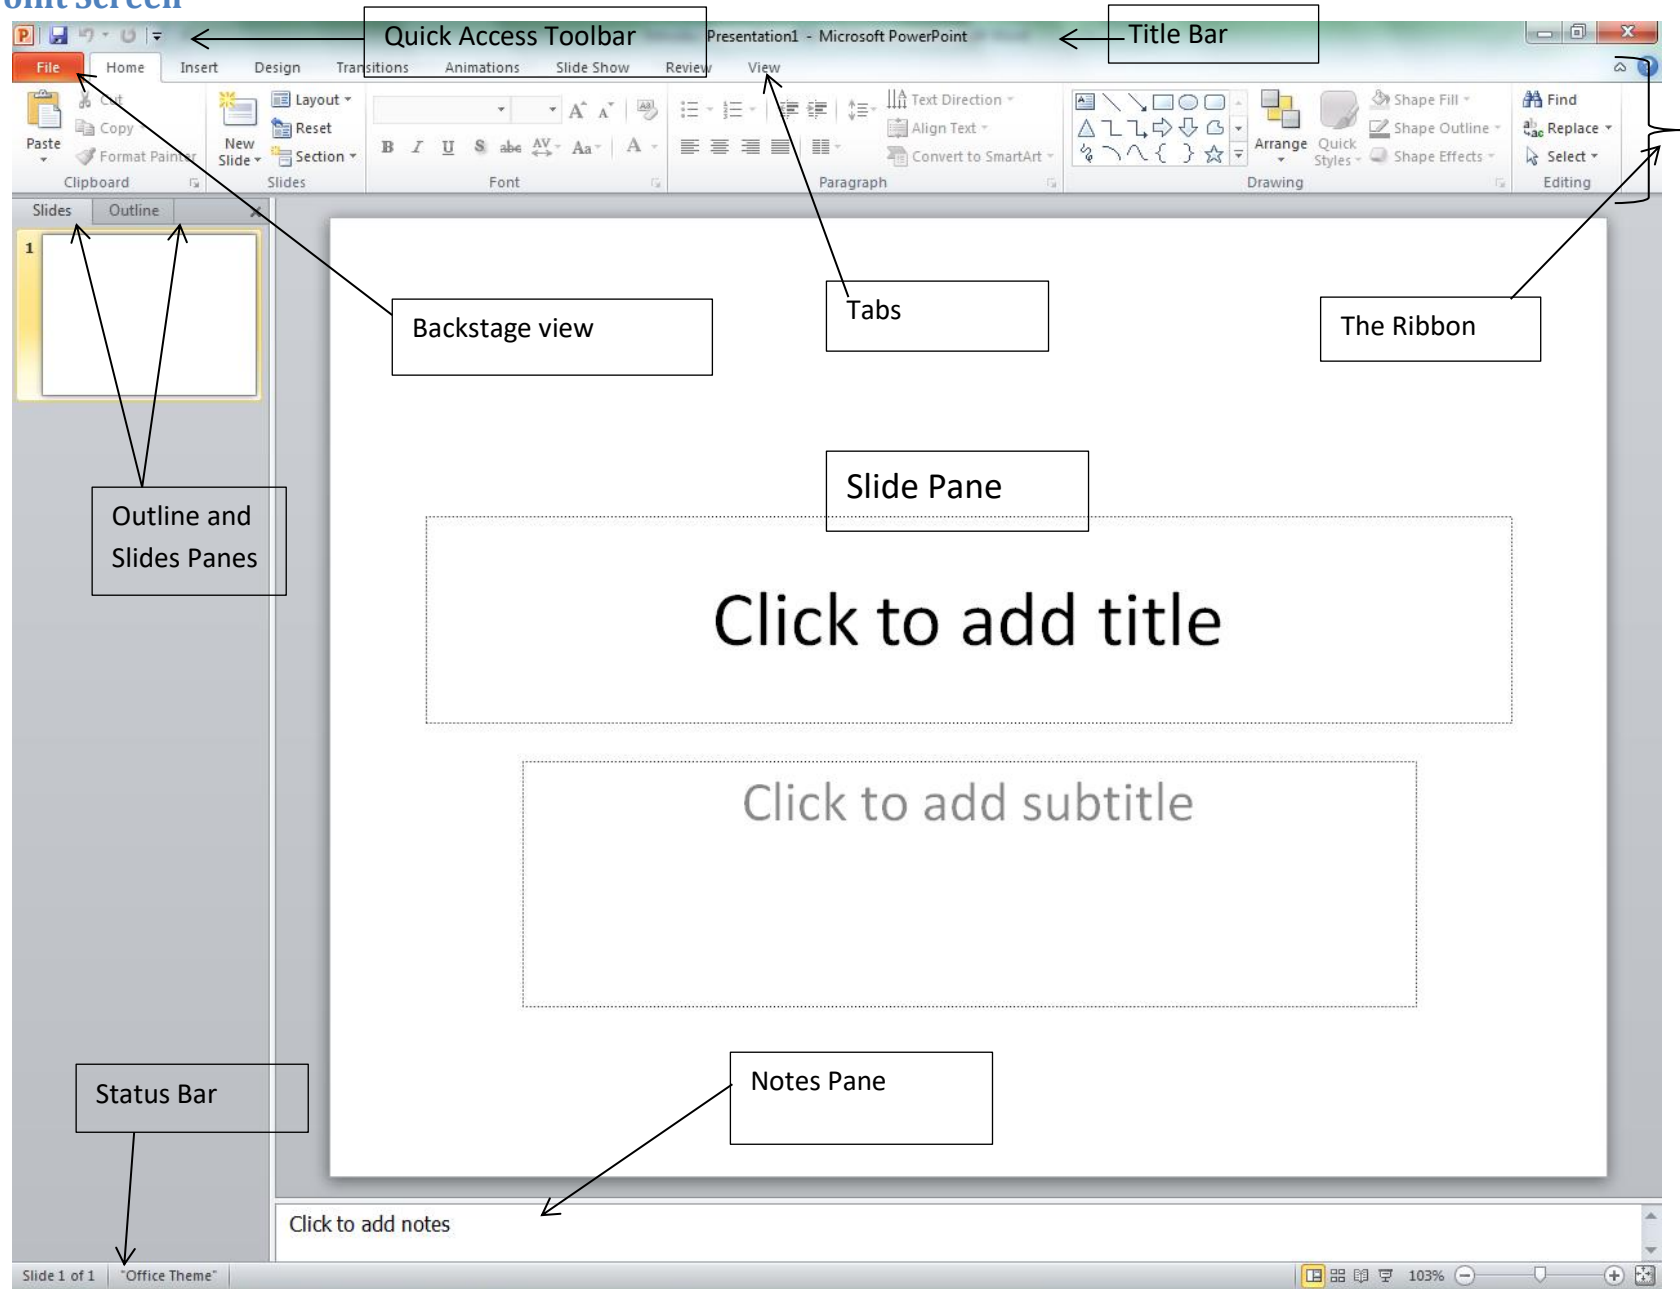 oint Screen
Quick Access Toolbar
Presentation1 - Microsoft PowerPoint
Title Bar
File Home Insert Design Transitions Animations Slide Show Review View
Cut
Copy
Format Painter
Paste
Clipboard
New
Slide
Layout
Reset
Section
Slides
B I U S abc AV Aa A
Font
Text Direction
Align Text
Convert to SmartArt
Paragraph
Arrange
Quick
Styles
Shape Fill
Shape Outline
Shape Effects
Drawing
Find
Replace
Select
Editing
Slides Outline
1
Backstage view
Tabs
The Ribbon
Outline and
Slides Panes
Slide Pane
Click to add title
Click to add subtitle
Status Bar
Notes Pane
Click to add notes
Slide 1 of 1 "Office Theme" 103%